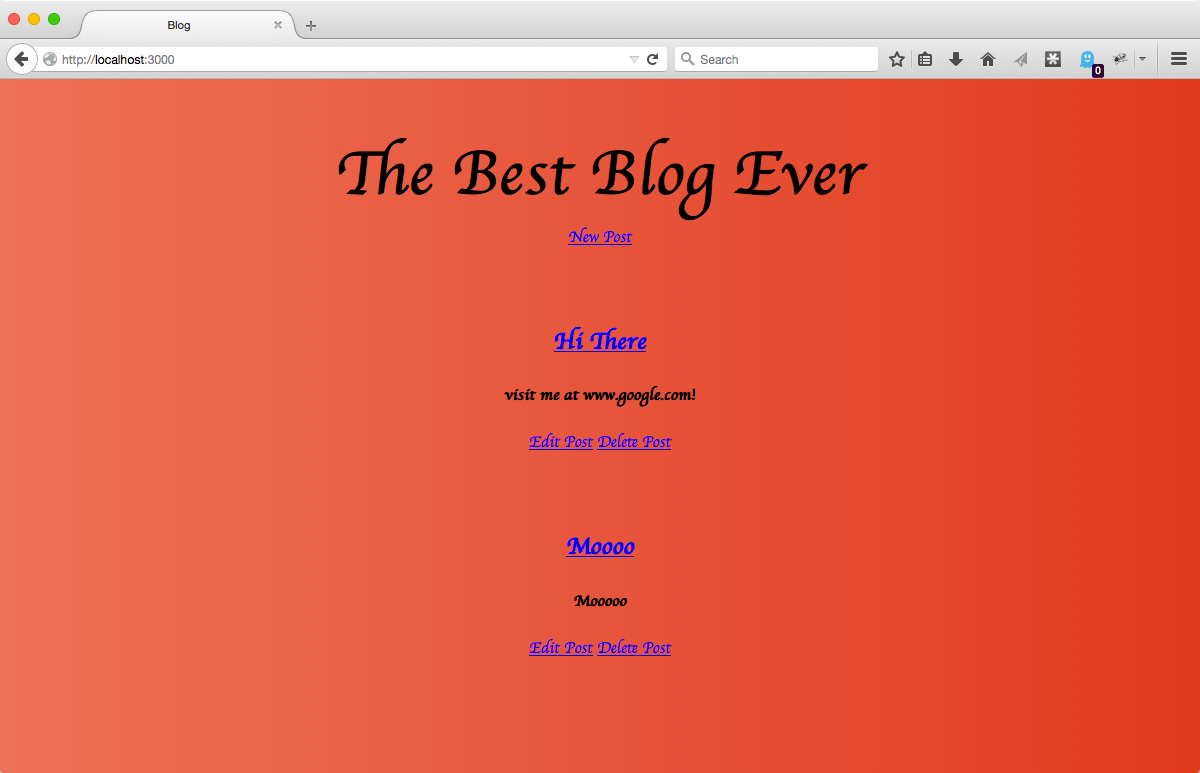 Blog
http://localhost:3000
Search
0
The Best Blog Ever
New Post
Hi There
visit me at www.google.com!
Edit Post Delete Post
Moooo
Mooooo
Edit Post Delete Post